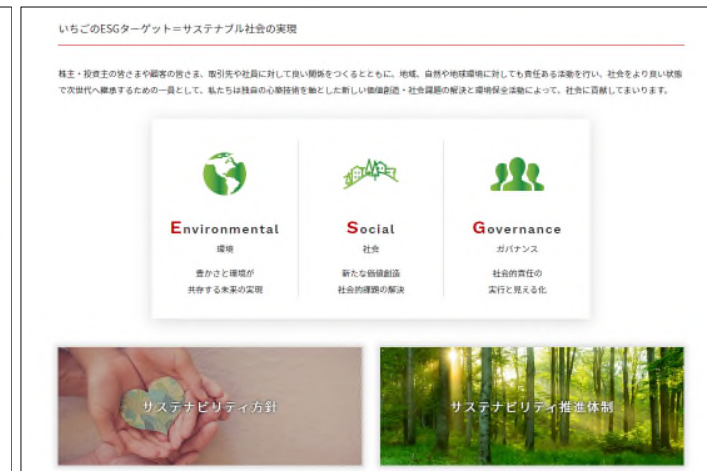 いちごのESGターゲット＝サステナブル社会の実現
株主・投資主の皆さまや顧客の皆さま、取引先や社員に対して良い関係をつくるとともに、地域、自然や地球環境に対しても責任ある活動を行い、社会をより良い状態
で次世代へ継承するための一員として、私たちは独自の心築技術を軸とした新しい価値創造・社会課題の解決と環境保全活動によって、社会に貢献してまいります。
Environmental
環境
豊かさと環境が
共存する未来の実現
Social
社会
新たな価値創造
社会的課題の解決
Governance
ガバナンス
社会的責任の
実行と見える化
サステナビリティ方針
サステナビリティ推進体制